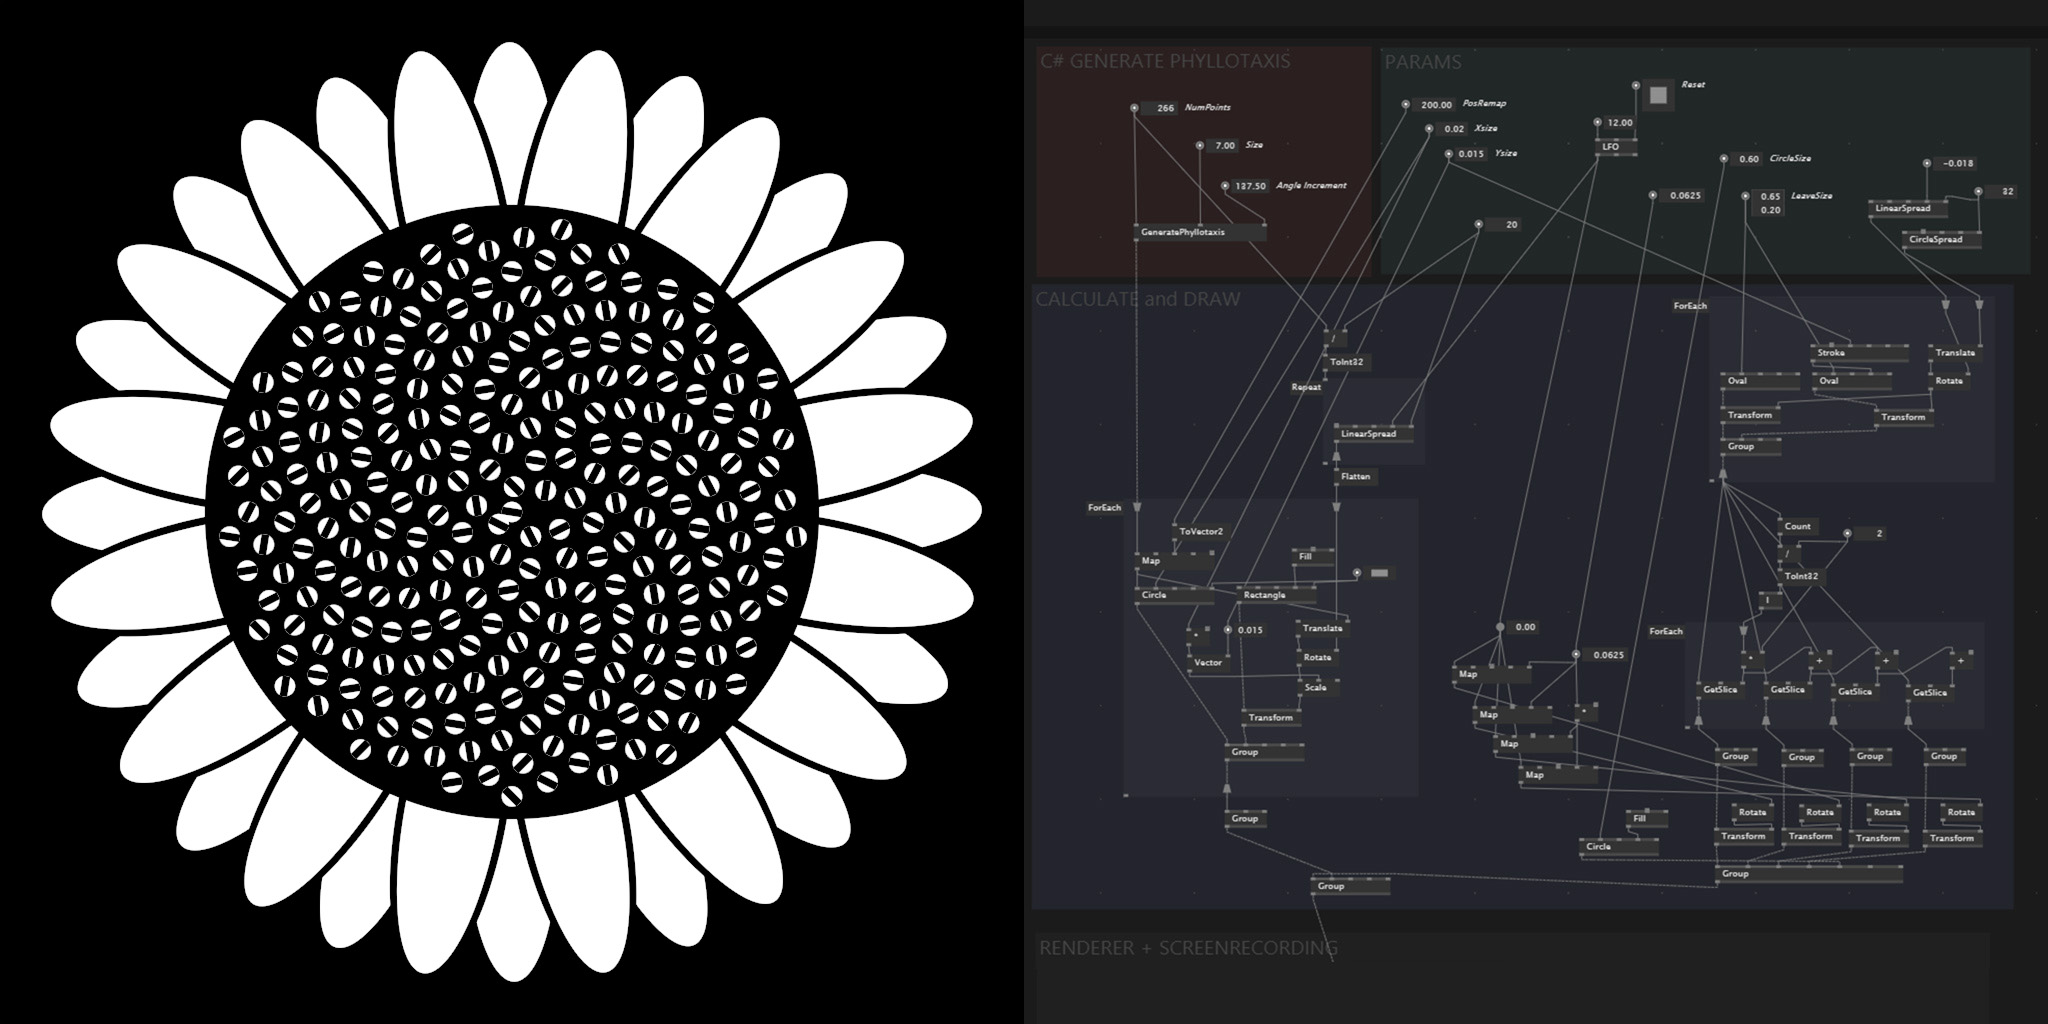 C# GENERATE PHYLLOTAXIS
266 NumPoints
7.00 Size
137.50 Angle Increment
GeneratePhyllotaxis
PARAMS
200.00 PosRemap
0.02 Xsize
0.015 Ysize
20
Reset
12.00
LFO
0.0625
0.60 CircleSize
0.65 LeaveSize
0.20
-0.018
32
LinearSpread
CircleSpread
CALCULATE and DRAW
/
ToInt32
Repeat
LinearSpread
Flatten
ForEach
ToVector2
Map
Fill
Circle
Rectangle
*
0.015
Vector
Translate
Rotate
Scale
Transform
Group
Group
Group
ForEach
Stroke
Translate
Oval
Oval
Rotate
Transform
Transform
Group
Count
2
/
ToInt32
I
ForEach
*
+
+
+
GetSlice
GetSlice
GetSlice
GetSlice
0.00
0.0625
Map
Map
*
Map
Map
Group
Group
Group
Group
Rotate
Rotate
Rotate
Rotate
Transform
Transform
Transform
Transform
Fill
Circle
Group
RENDERER + SCREENRECORDING